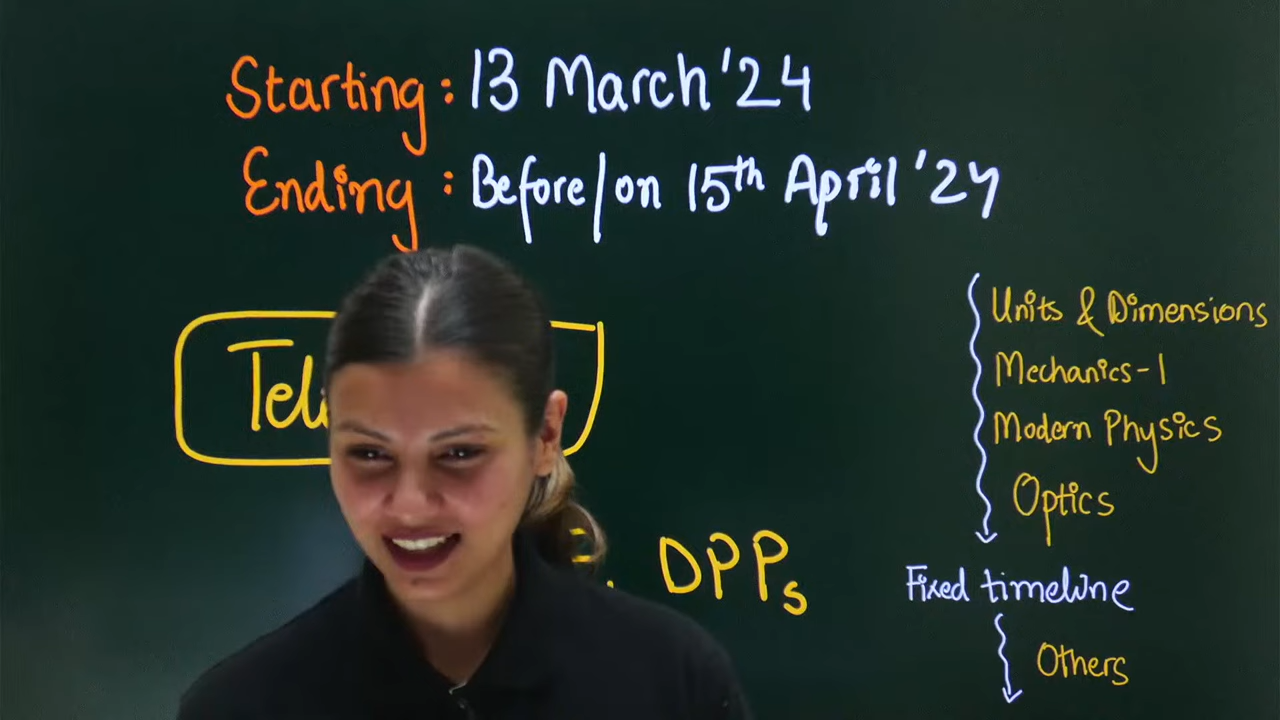 Starting : 13 March '24
Ending : Before/on 15th April '24
Units & Dimensions
Mechanics-1
Modern Physics
Optics
DPPs
Fixed timeline
Others